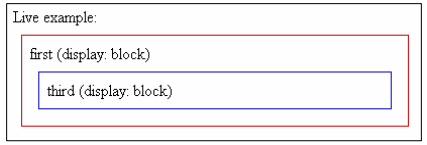 Live example:
first (display: block)
third (display: block)